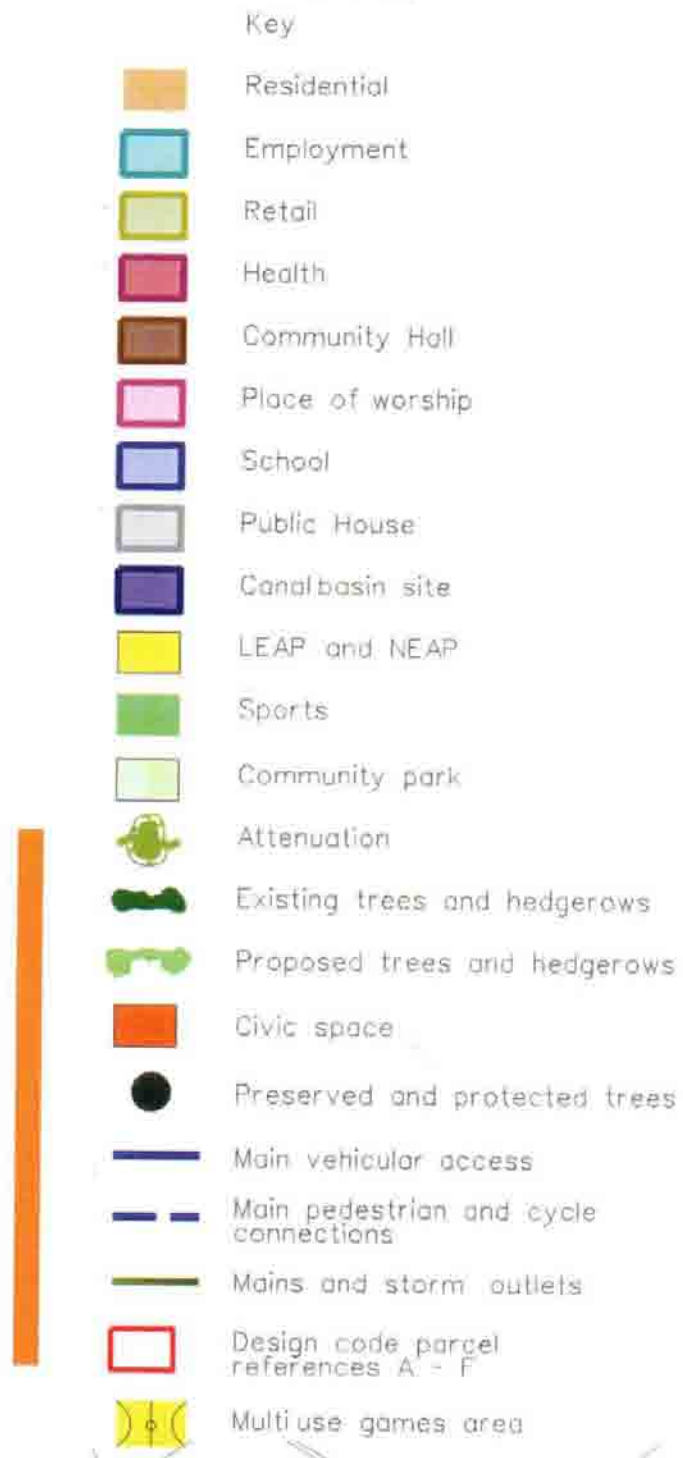 Key
Residential
Employment
Retail
Health
Community Hall
Place of worship
School
Public House
Canal basin site
LEAP and NEAP
Sports
Community park
Attenuation
Existing trees and hedgerows
Proposed trees and hedgerows
Civic space
Preserved and protected trees
Main vehicular access
Main pedestrian and cycle
connections
Mains and storm outlets
Design code parcel
references A - F
Multi use games area